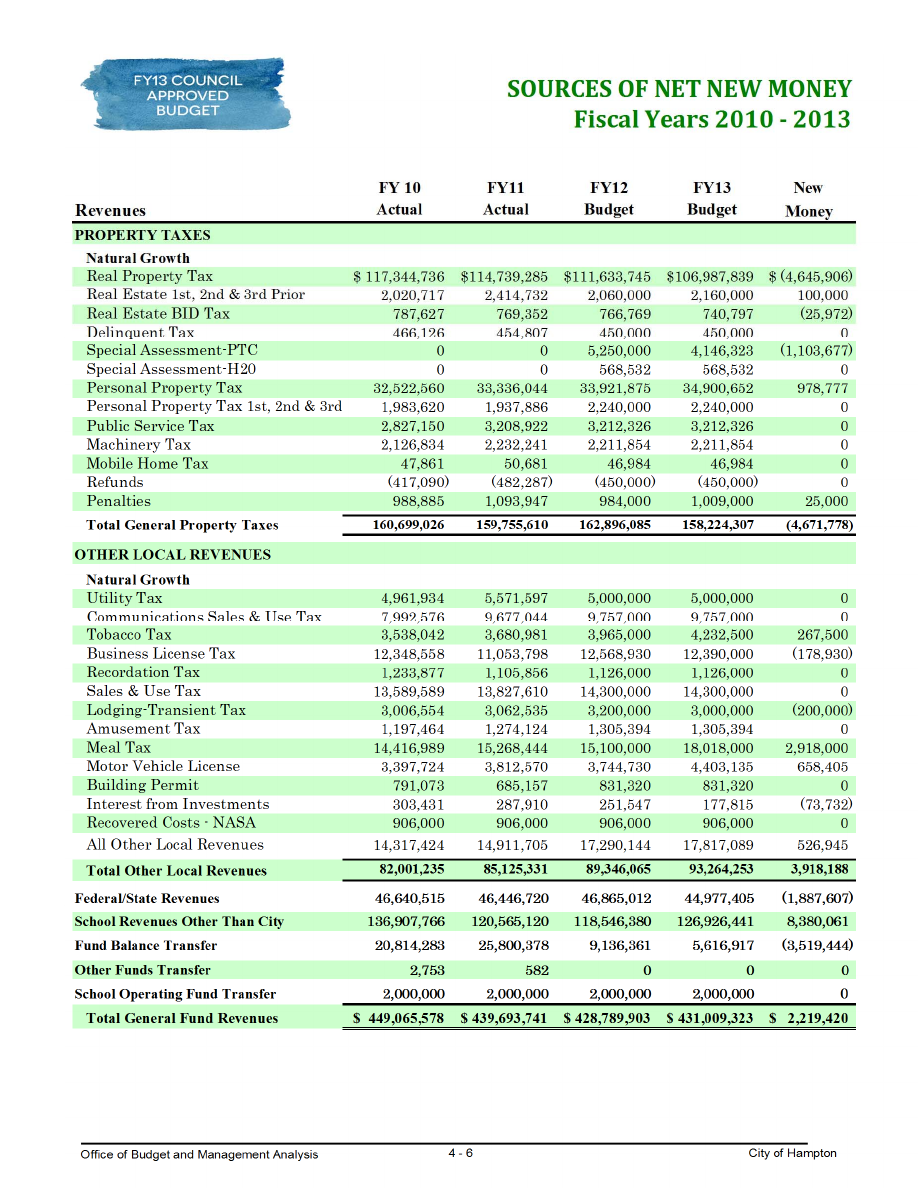 FY13 COUNCIL
APPROVED
BUDGET
SOURCES OF NET NEW MONEY
Fiscal Years 2010 - 2013
FY 10 FY11 FY12 FY13 New
Revenues Actual Actual Budget Budget Money
PROPERTY TAXES
Natural Growth
Real Property Tax $ 117,344,736 $114,739,285 $111,633,745 $106,987,839 $ (4,645,906)
Real Estate 1st, 2nd & 3rd Prior 2,020,717 2,414,732 2,060,000 2,160,000 100,000
Real Estate BID Tax 787,627 769,352 766,769 740,797 (25,972)
Delinquent Tax 466,126 454,807 450,000 450,000 0
Special Assessment-PTC 0 0 5,250,000 4,146,323 (1,103,677)
Special Assessment-H20 0 0 568,532 568,532 0
Personal Property Tax 32,522,560 33,336,044 33,921,875 34,900,652 978,777
Personal Property Tax 1st, 2nd & 3rd 1,983,620 1,937,886 2,240,000 2,240,000 0
Public Service Tax 2,827,150 3,208,922 3,212,326 3,212,326 0
Machinery Tax 2,126,834 2,232,241 2,211,854 2,211,854 0
Mobile Home Tax 47,861 50,681 46,984 46,984 0
Refunds (417,090) (482,287) (450,000) (450,000) 0
Penalties 988,885 1,093,947 984,000 1,009,000 25,000
Total General Property Taxes 160,699,026 159,755,610 162,896,085 158,224,307 (4,671,778)
OTHER LOCAL REVENUES
Natural Growth
Utility Tax 4,961,934 5,571,597 5,000,000 5,000,000 0
Communications Sales & Use Tax 7,992,576 9,677,044 9,757,000 9,757,000 0
Tobacco Tax 3,538,042 3,680,981 3,965,000 4,232,500 267,500
Business License Tax 12,348,558 11,053,798 12,568,930 12,390,000 (178,930)
Recordation Tax 1,233,877 1,105,856 1,126,000 1,126,000 0
Sales & Use Tax 13,589,589 13,827,610 14,300,000 14,300,000 0
Lodging-Transient Tax 3,006,554 3,062,535 3,200,000 3,000,000 (200,000)
Amusement Tax 1,197,464 1,274,124 1,305,394 1,305,394 0
Meal Tax 14,416,989 15,268,444 15,100,000 18,018,000 2,918,000
Motor Vehicle License 3,397,724 3,812,570 3,744,730 4,403,135 658,405
Building Permit 791,073 685,157 831,320 831,320 0
Interest from Investments 303,431 287,910 251,547 177,815 (73,732)
Recovered Costs - NASA 906,000 906,000 906,000 906,000 0
All Other Local Revenues 14,317,424 14,911,705 17,290,144 17,817,089 526,945
Total Other Local Revenues 82,001,235 85,125,331 89,346,065 93,264,253 3,918,188
Federal/State Revenues 46,640,515 46,446,720 46,865,012 44,977,405 (1,887,607)
School Revenues Other Than City 136,907,766 120,565,120 118,546,380 126,926,441 8,380,061
Fund Balance Transfer 20,814,283 25,800,378 9,136,361 5,616,917 (3,519,444)
Other Funds Transfer 2,753 582 0 0 0
School Operating Fund Transfer 2,000,000 2,000,000 2,000,000 2,000,000 0
Total General Fund Revenues $ 449,065,578 $ 439,693,741 $ 428,789,903 $ 431,009,323 $ 2,219,420
Office of Budget and Management Analysis 4 - 6 City of Hampton